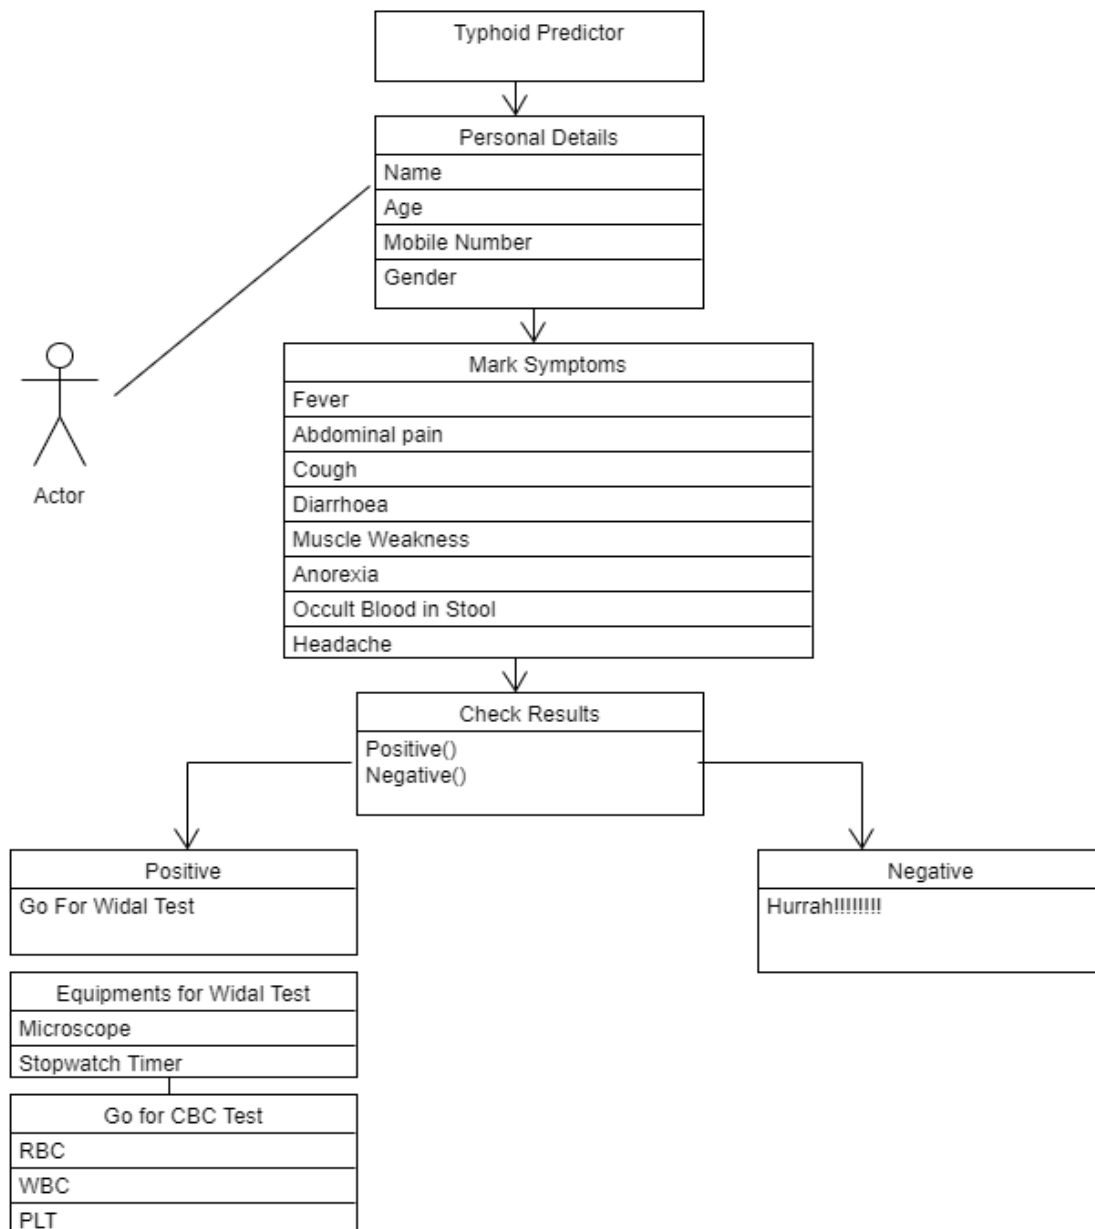 Typhoid Predictor
Personal Details
Name
Age
Mobile Number
Gender
Actor
Mark Symptoms
Fever
Abdominal pain
Cough
Diarrhoea
Muscle Weakness
Anorexia
Occult Blood in Stool
Headache
Check Results
Positive()
Negative()
Positive
Go For Widal Test
Negative
Hurrah!!!!!!!!!
Equipments for Widal Test
Microscope
Stopwatch Timer
Go for CBC Test
RBC
WBC
PLT